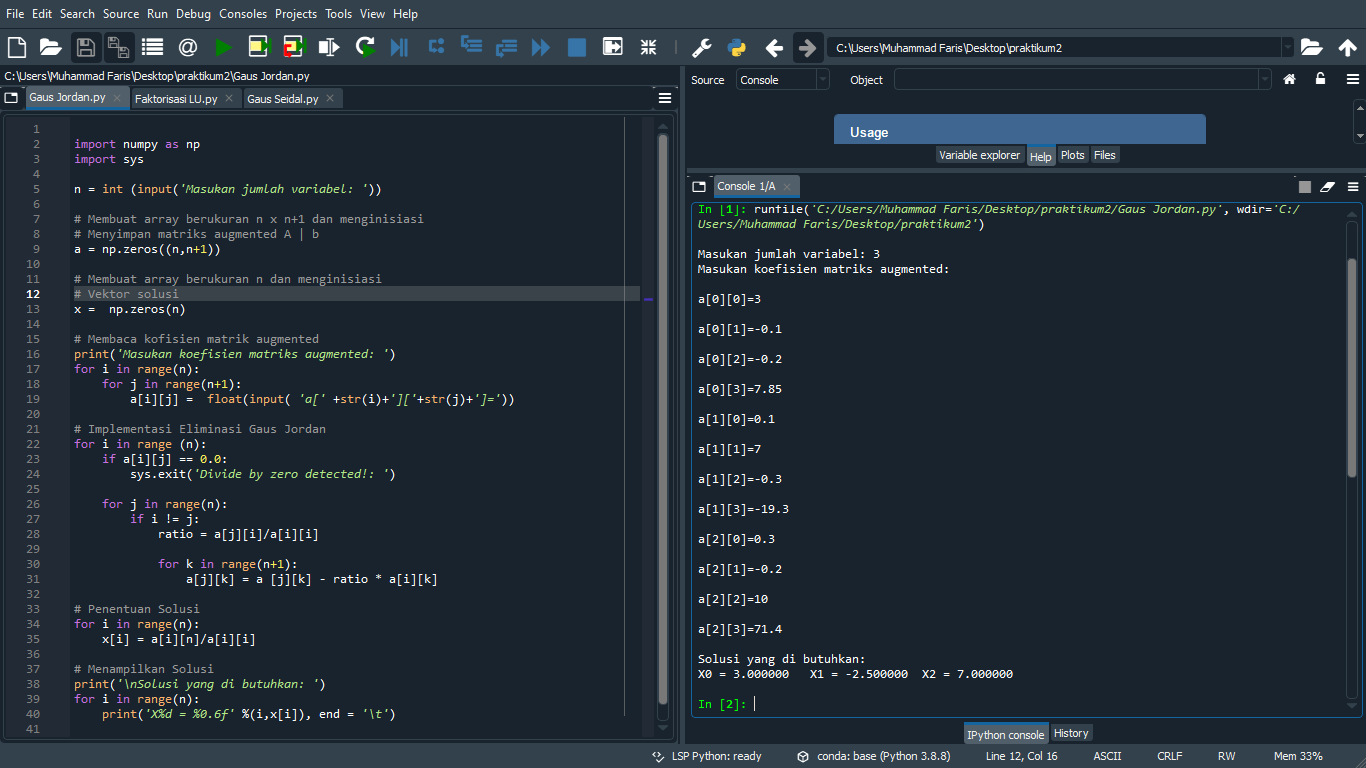 File Edit Search Source Run Debug Consoles Projects Tools View Help
C:\Users\Muhammad Faris\Desktop\praktikum2
C:\Users\Muhammad Faris\Desktop\praktikum2\Gaus Jordan.py
Gaus Jordan.py Faktorisasi LU.py Gaus Seidal.py
1
2 import numpy as np
3 import sys
4
5 n = int (input('Masukan jumlah variabel: '))
6
7 # Membuat array berukuran n x n+1 dan menginisiasi
8 # Menyimpan matriks augmented A | b
9 a = np.zeros((n,n+1))
10
11 # Membuat array berukuran n dan menginisiasi
12 # Vektor solusi
13 x =  np.zeros(n)
14
15 # Membaca kofisien matrik augmented
16 print('Masukan koefisien matriks augmented: ')
17 for i in range(n):
18     for j in range(n+1):
19         a[i][j] =  float(input( 'a[' +str(i)+']['+str(j)+']='))
20
21 # Implementasi Eliminasi Gaus Jordan
22 for i in range (n):
23     if a[i][j] == 0.0:
24         sys.exit('Divide by zero detected!: ')
25
26     for j in range(n):
27         if i != j:
28             ratio = a[j][i]/a[i][i]
29
30             for k in range(n+1):
31                 a[j][k] = a [j][k] - ratio * a[i][k]
32
33 # Penentuan Solusi
34 for i in range(n):
35     x[i] = a[i][n]/a[i][i]
36
37 # Menampilkan Solusi
38 print('\nSolusi yang di butuhkan: ')
39 for i in range(n):
40     print('X%d = %0.6f' %(i,x[i]), end = '\t')
41
Source Console Object
Usage
Variable explorer Help Plots Files
Console 1/A
In [1]: runfile('C:/Users/Muhammad Faris/Desktop/praktikum2/Gaus Jordan.py', wdir='C:/
Users/Muhammad Faris/Desktop/praktikum2')
Masukan jumlah variabel: 3
Masukan koefisien matriks augmented:
a[0][0]=3
a[0][1]=-0.1
a[0][2]=-0.2
a[0][3]=7.85
a[1][0]=0.1
a[1][1]=7
a[1][2]=-0.3
a[1][3]=-19.3
a[2][0]=0.3
a[2][1]=-0.2
a[2][2]=10
a[2][3]=71.4
Solusi yang di butuhkan:
X0 = 3.000000   X1 = -2.500000  X2 = 7.000000
In [2]:
IPython console History
LSP Python: ready conda: base (Python 3.8.8) Line 12, Col 16 ASCII CRLF RW Mem 33%